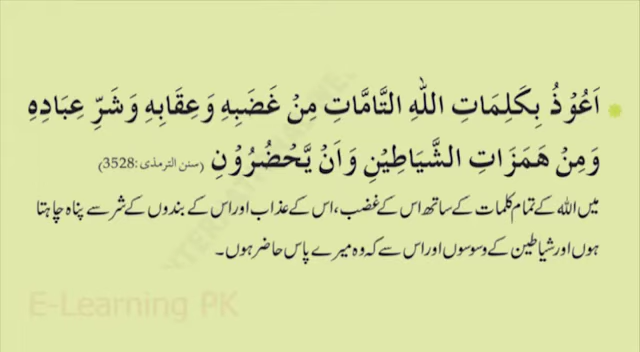 اَعُوْذُ بِكَلِمَاتِ اللهِ التَّامَّاتِ مِنْ غَضَبِهِ وَعِقَابِهِ وَشَرِّ عِبَادِهِ
وَمِنْ هَمَزَاتِ الشَّيَاطِيْنِ وَاَنْ يَّحْضُرُوْنِ (سنن الترمذی:3528)
میں اللہ کے تمام کلمات کے ساتھ اس کے غضب، اس کے عذاب اور اس کے بندوں کے شر سے پناہ چاہتا
ہوں اور شیاطین کے وسوسوں اور اس سے کہ وہ میرے پاس حاضر ہوں۔
E-Learning PK